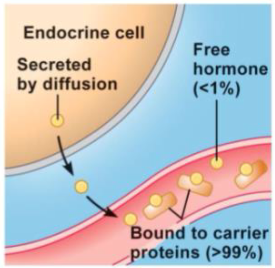 Endocrine cell
Secreted
by diffusion
Free
hormone
(<1%)
Bound to carrier
proteins (>99%)